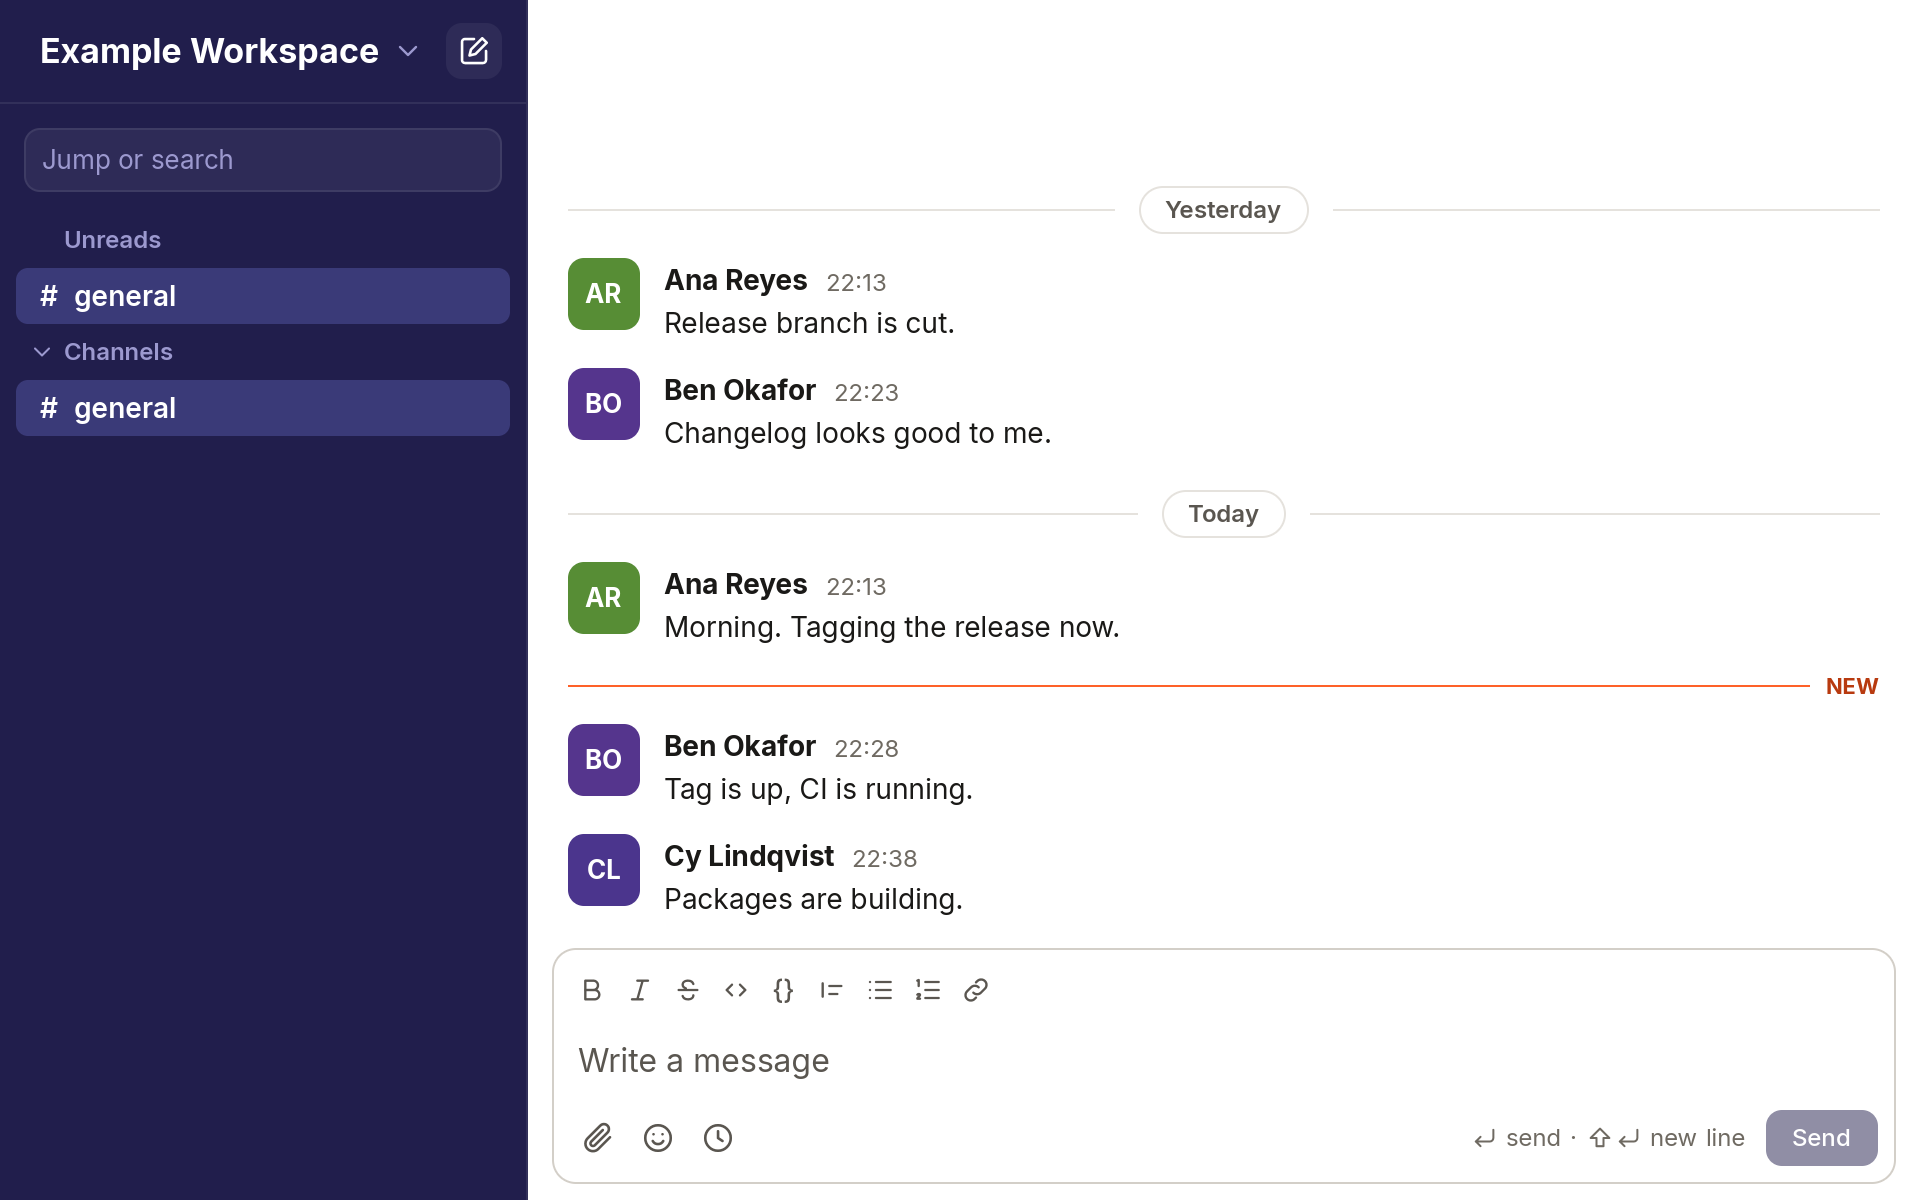 Example Workspace
Jump or search
Unreads
# general
Channels
# general
Yesterday
AR
Ana Reyes 22:13
Release branch is cut.
BO
Ben Okafor 22:23
Changelog looks good to me.
Today
AR
Ana Reyes 22:13
Morning. Tagging the release now.
NEW
BO
Ben Okafor 22:28
Tag is up, CI is running.
CL
Cy Lindqvist 22:38
Packages are building.
Write a message
send · new line
Send